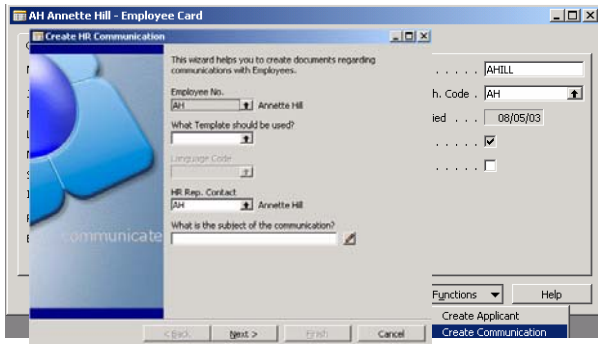 AH Annette Hill - Employee Card
Create HR Communication
This wizard helps you to create documents regarding
communications with Employees.
Employee No.
AH Annette Hill
What Template should be used?
Language Code
HR Rep. Contact
AH Annette Hill
What is the subject of the communication?
communicate
< Back Next > Finish Cancel
. . . . . AHILL
h. Code . AH
ied . . . 08/05/03
. . . . .
. . . . .
Functions Help
Create Applicant
Create Communication